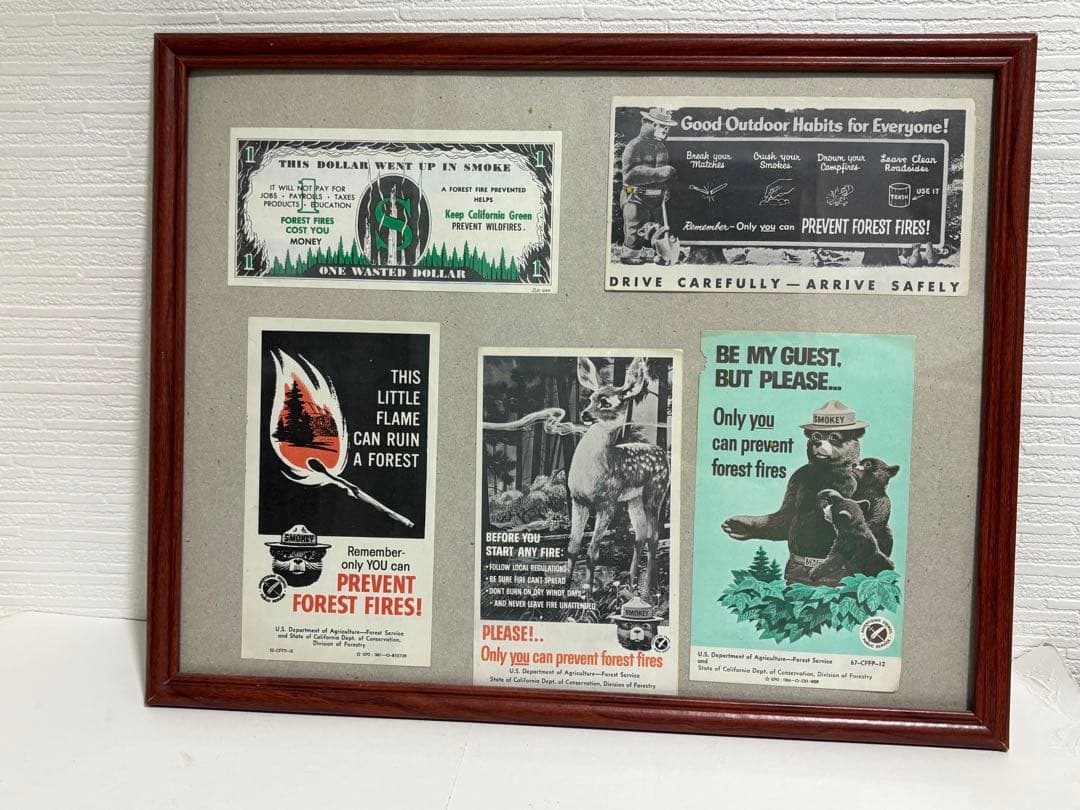 1
1
THIS DOLLAR WENT UP IN SMOKE
IT WILL NOT PAY FOR
JOBS • PAYROLLS • TAXES
PRODUCTS • EDUCATION
1
FOREST FIRES
COST YOU
MONEY
S
A FOREST FIRE PREVENTED
HELPS
Keep California Green
PREVENT WILDFIRES.
1
1
ONE WASTED DOLLAR
Good Outdoor Habits for Everyone!
Break your
Matches
Crush your
Smokes
Drown your
Campfires
Leave Clean
Roadsides
TRASH
USE IT
Remember-Only you can PREVENT FOREST FIRES!
DRIVE CAREFULLY — ARRIVE SAFELY
THIS
LITTLE
FLAME
CAN RUIN
A FOREST
SMOKEY
Remember-
only YOU can
PREVENT
FOREST FIRES!
U.S. Department of Agriculture—Forest Service
and State of California Dept. of Conservation,
Division of Forestry
BEFORE YOU
START ANY FIRE:
• FOLLOW LOCAL REGULATIONS
• BE SURE FIRE CAN'T SPREAD
• DON'T BURN ON DRY WINDY DAYS
• AND NEVER LEAVE FIRE UNATTENDED
SMOKEY
PLEASE!..
Only you can prevent forest fires
U.S. Department of Agriculture—Forest Service
State of California Dept. of Conservation, Division of Forestry
BE MY GUEST,
BUT PLEASE...
Only you
can prevent
forest fires
SMOKEY
U.S. Department of Agriculture—Forest Service
and
State of California Dept. of Conservation, Division of Forestry
67-CFFP-12